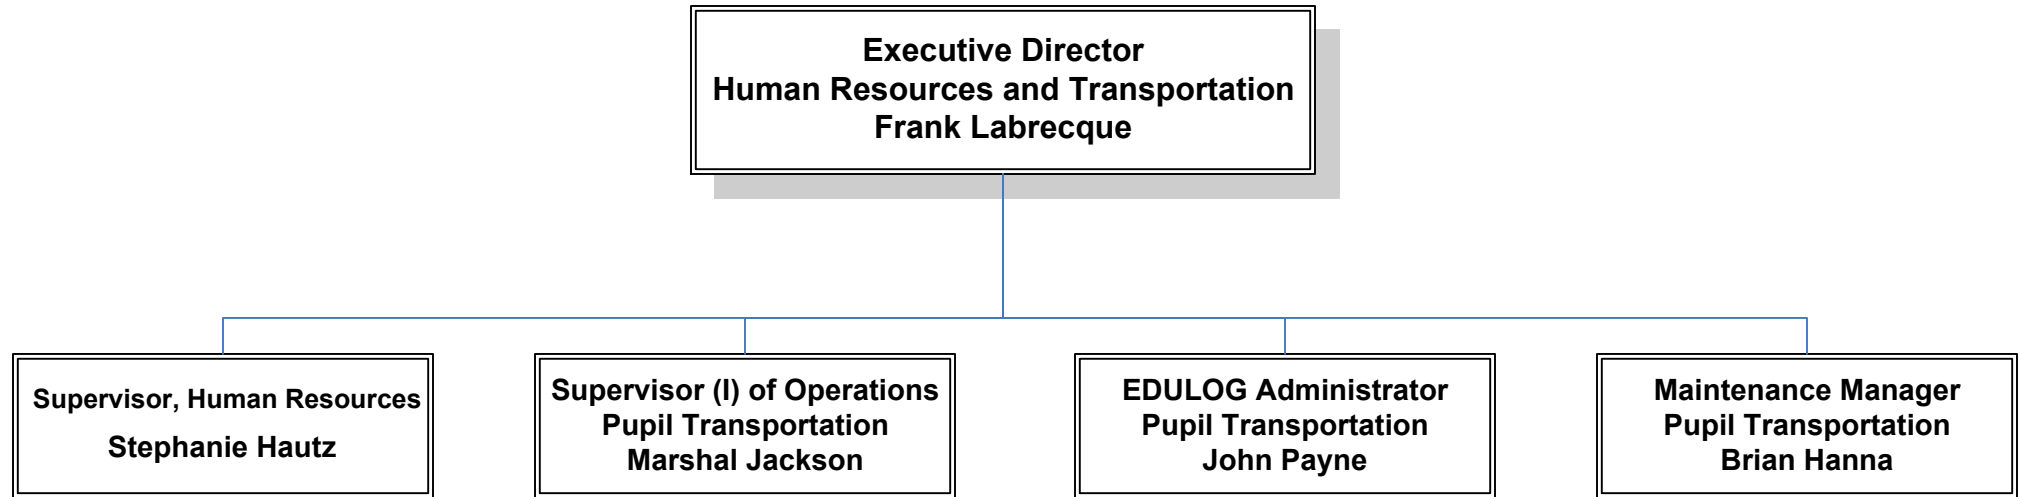 Executive Director
Human Resources and Transportation
Frank Labrecque
Supervisor, Human Resources
Stephanie Hautz
Supervisor (I) of Operations
Pupil Transportation
Marshal Jackson
EDULOG Administrator
Pupil Transportation
John Payne
Maintenance Manager
Pupil Transportation
Brian Hanna